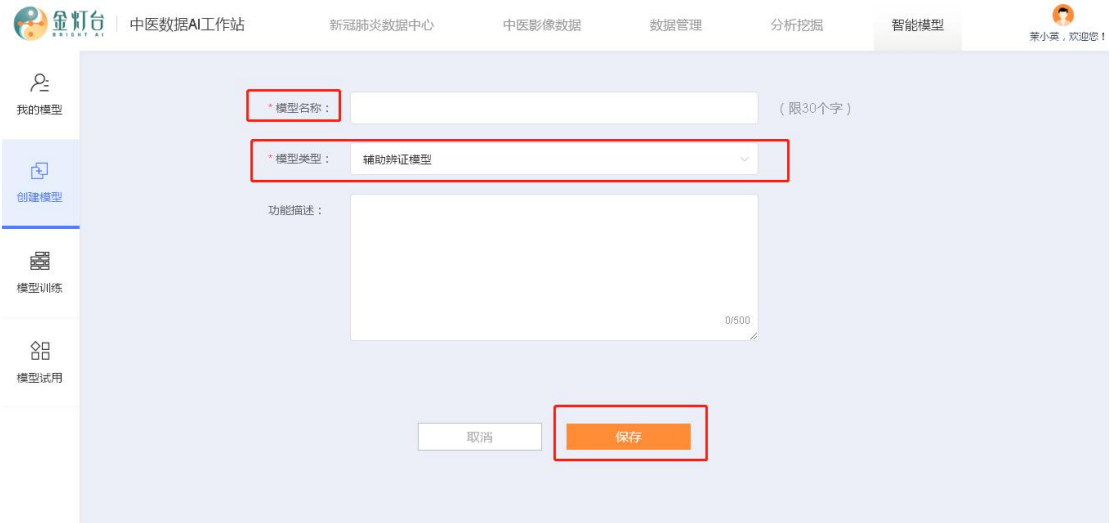 金灯台
BRIGHT AI
中医数据AI工作站
新冠肺炎数据中心
中医影像数据
数据管理
分析挖掘
智能模型
茉小英，欢迎您！
我的模型
创建模型
模型训练
模型试用
*模型名称：
（限30个字）
*模型类型：
辅助辨证模型
功能描述：
0/500
取消
保存